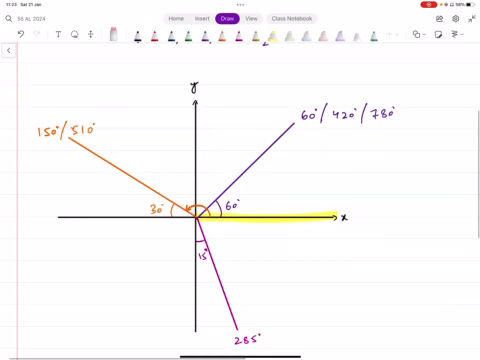 11:23 Sat 21 Jan
58%
SS AL 2024
Home Insert Draw View Class Notebook
y
60° / 420° / 780°
150° / 510°
30°
60°
x
15°
285°